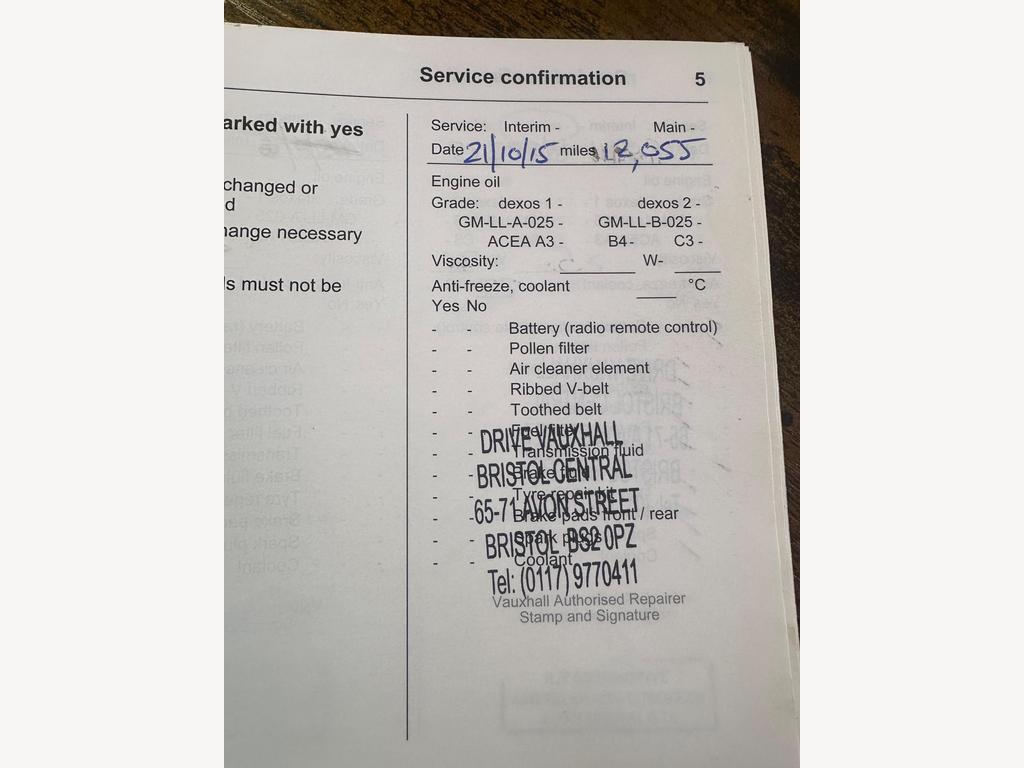 Service confirmation 5
arked with yes
changed or
d
ange necessary
ls must not be
Service: Interim - Main -
Date 21/10/15 miles 12,055
Engine oil
Grade: dexos 1 - dexos 2 -
GM-LL-A-025 - GM-LL-B-025 -
ACEA A3 - B4 - C3 -
Viscosity: W-
Anti-freeze, coolant °C
Yes No
- - Battery (radio remote control)
- - Pollen filter
- - Air cleaner element
- - Ribbed V-belt
- - Toothed belt
- - Fuel filter
DRIVE VAUXHALL
- - Transmission fluid
BRISTOL CENTRAL
- - Brake fluid
- - Tyre repair kit
65-71 AVON STREET
- - Brake pads front / rear
- - Spark plugs
BRISTOL BS2 0PZ
- - Coolant
Tel: (0117) 9770411
Vauxhall Authorised Repairer
Stamp and Signature